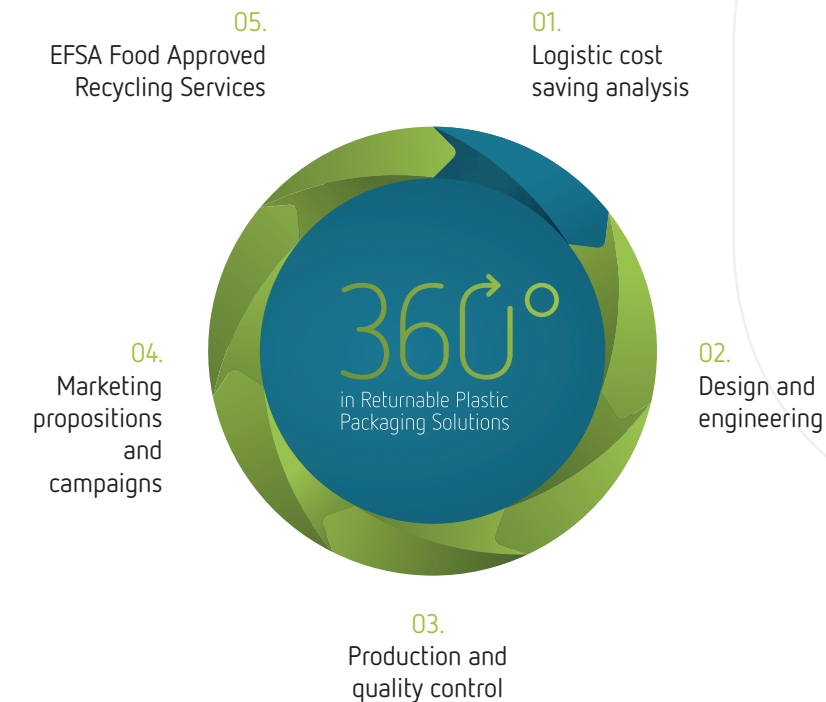 05.
EFSA Food Approved
Recycling Services
01.
Logistic cost
saving analysis
360°
in Returnable Plastic
Packaging Solutions
04.
Marketing
propositions
and
campaigns
02.
Design and
engineering
03.
Production and
quality control